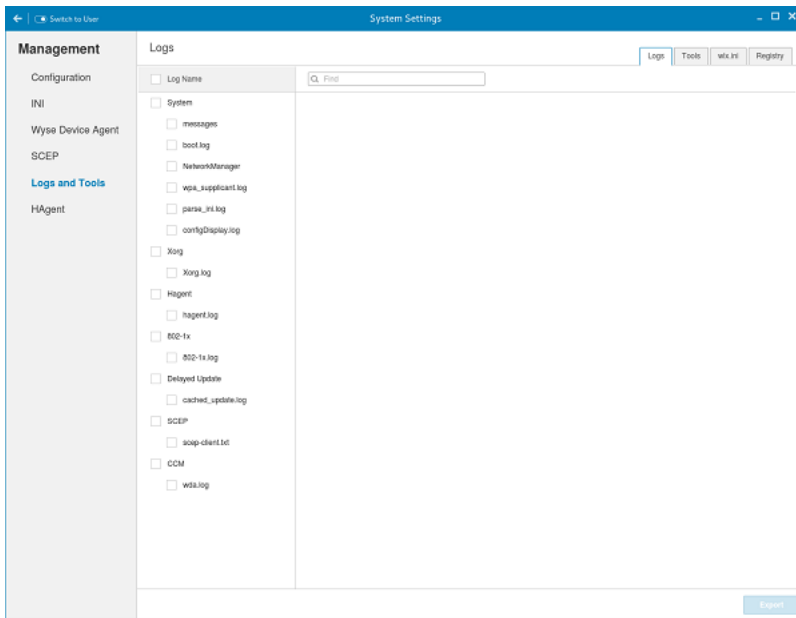 Switch to User
System Settings
Management
Configuration
INI
Wyse Device Agent
SCEP
Logs and Tools
HAgent
Logs
Logs
Tools
wlx.ini
Registry
Log Name
Find
System
messages
boot.log
NetworkManager
wpa_supplicant.log
parse_ini.log
configDisplay.log
Xorg
Xorg.log
Hagent
hagent.log
802-1x
802-1x.log
Delayed Update
cached_update.log
SCEP
scep-client.txt
CCM
wda.log
Export